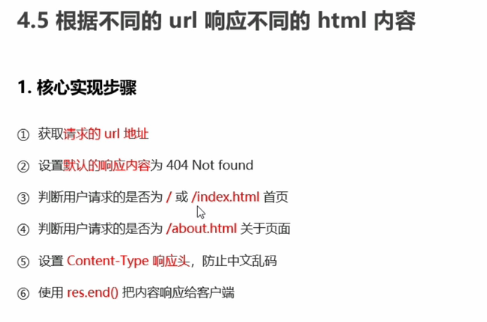 4.5 根据不同的 url 响应不同的 html 内容
1. 核心实现步骤
① 获取请求的 url 地址
② 设置默认的响应内容为 404 Not found
③ 判断用户请求的是否为 / 或 /index.html 首页
④ 判断用户请求的是否为 /about.html 关于页面
⑤ 设置 Content-Type 响应头，防止中文乱码
⑥ 使用 res.end() 把内容响应给客户端